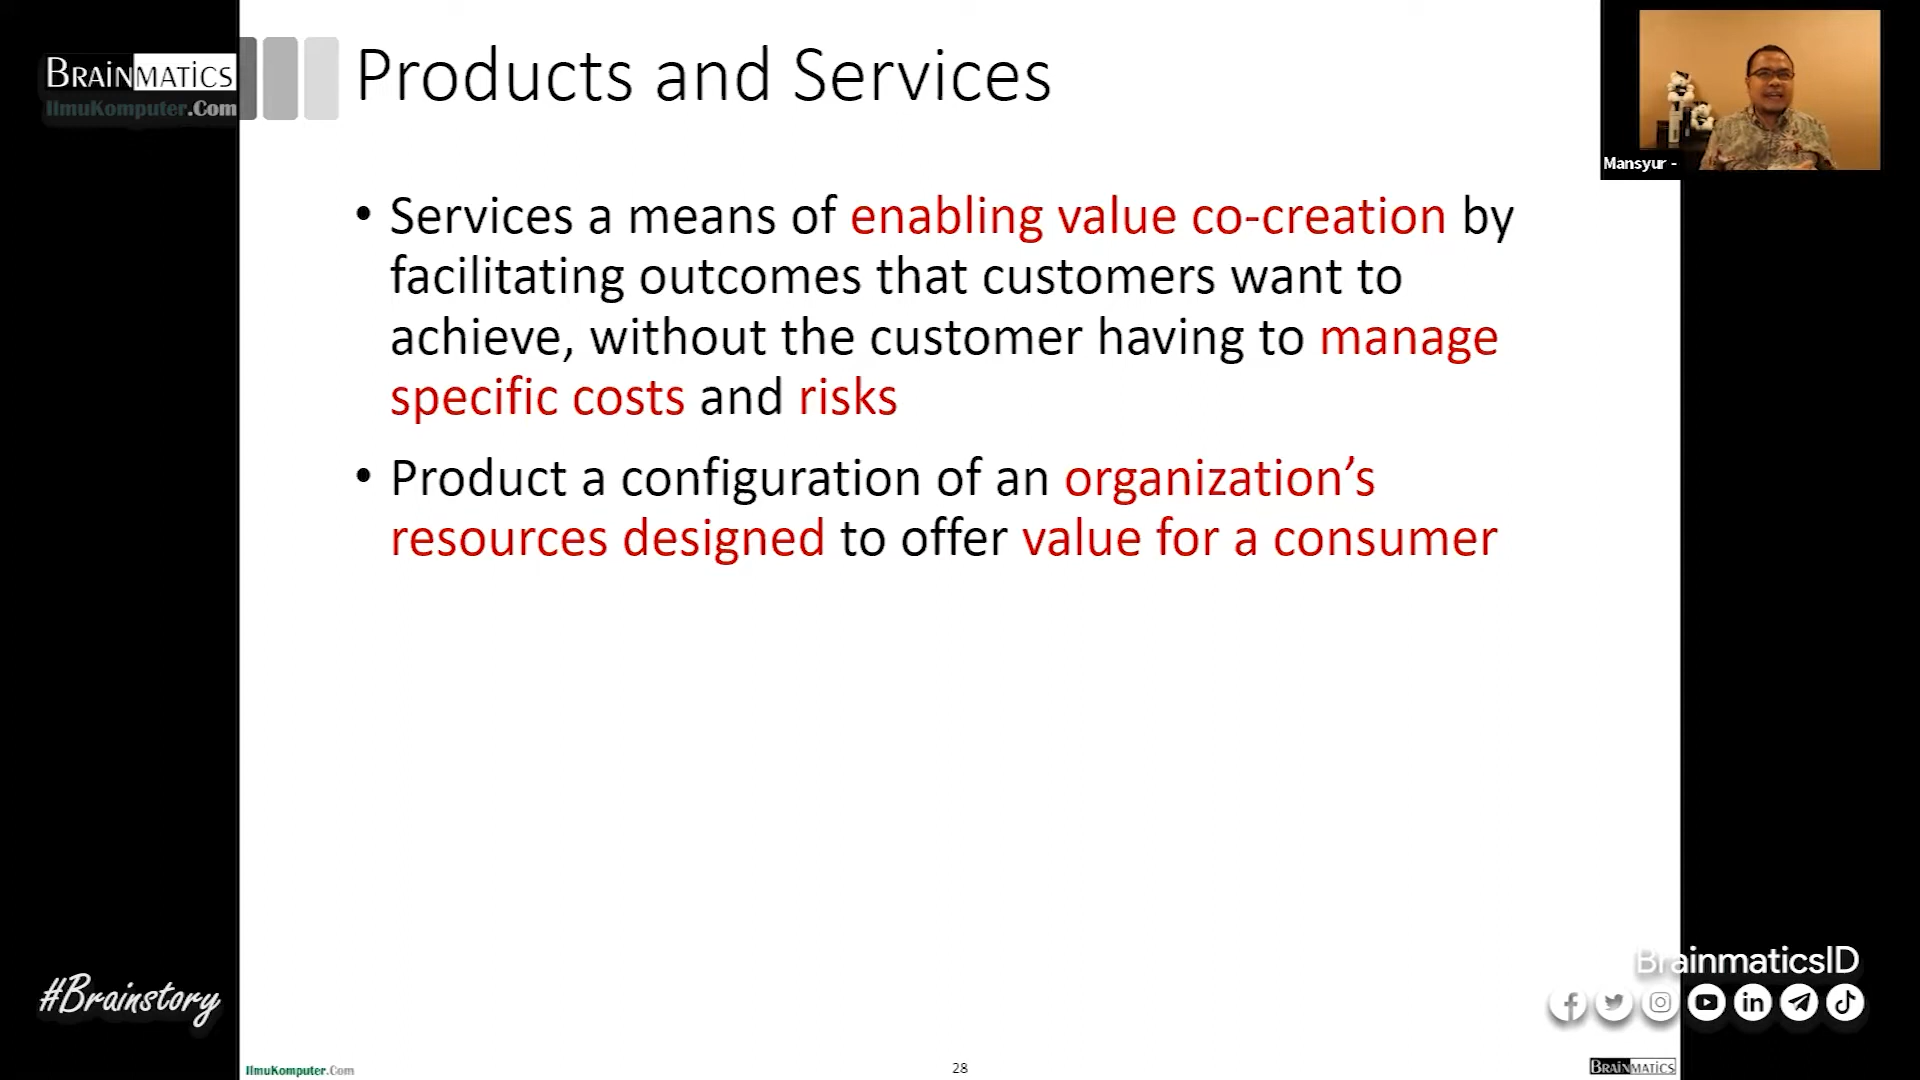 BRAINMATICS
IlmuKomputer.Com
Products and Services
Mansyur -
• Services a means of enabling value co-creation by
facilitating outcomes that customers want to
achieve, without the customer having to manage
specific costs and risks
• Product a configuration of an organization’s
resources designed to offer value for a consumer
#Brainstory
BrainmaticsID
IlmuKomputer.Com
28
BRAINMATICS